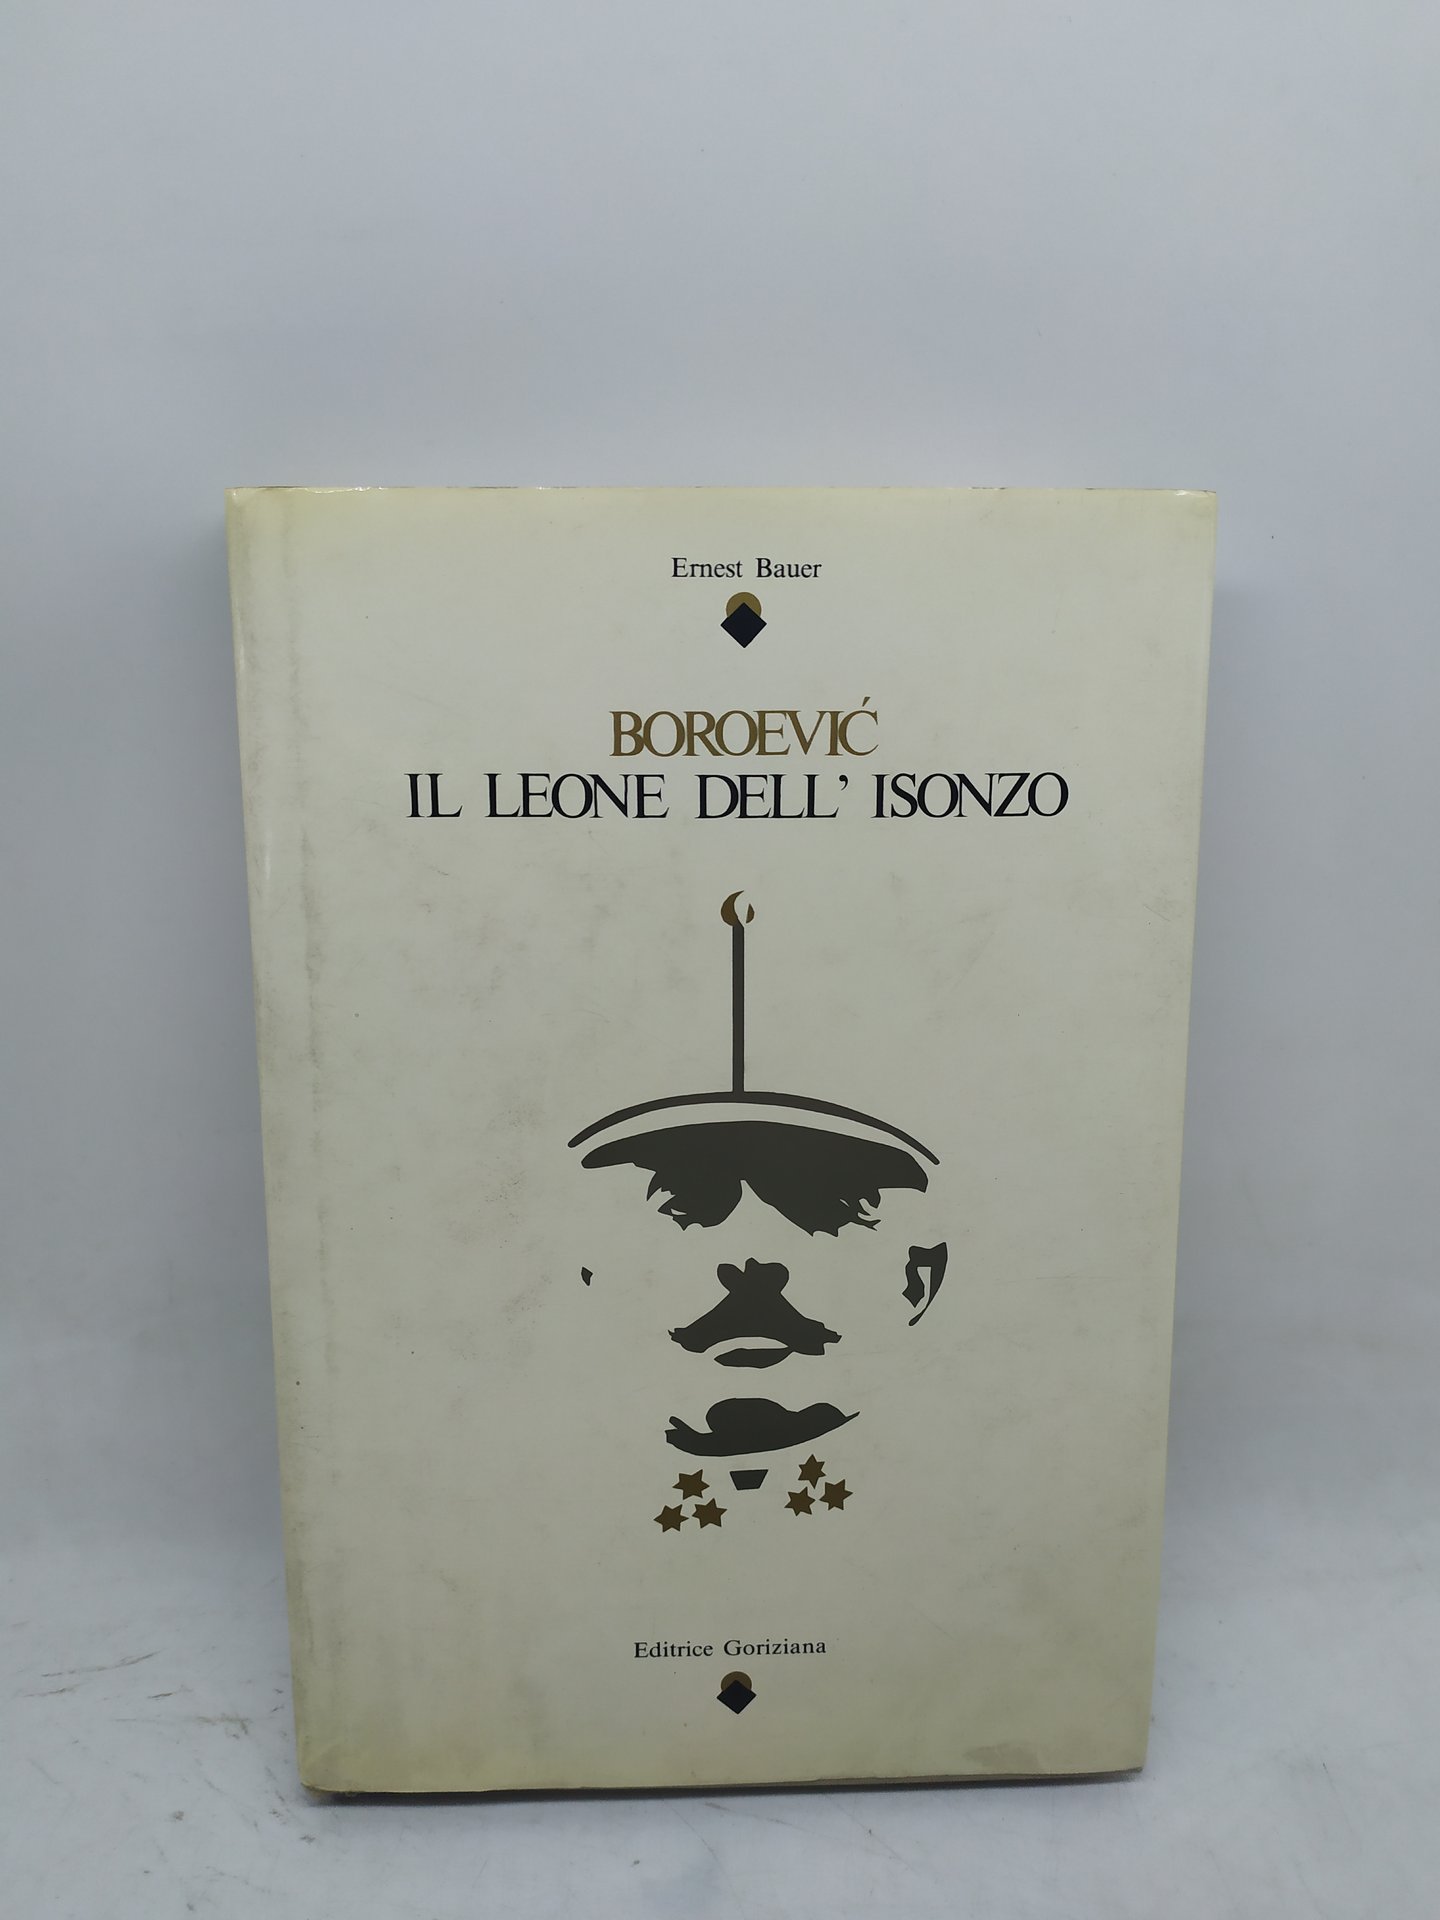 Ernest Bauer
BOROEVIĆ
IL LEONE DELL' ISONZO
Editrice Goriziana